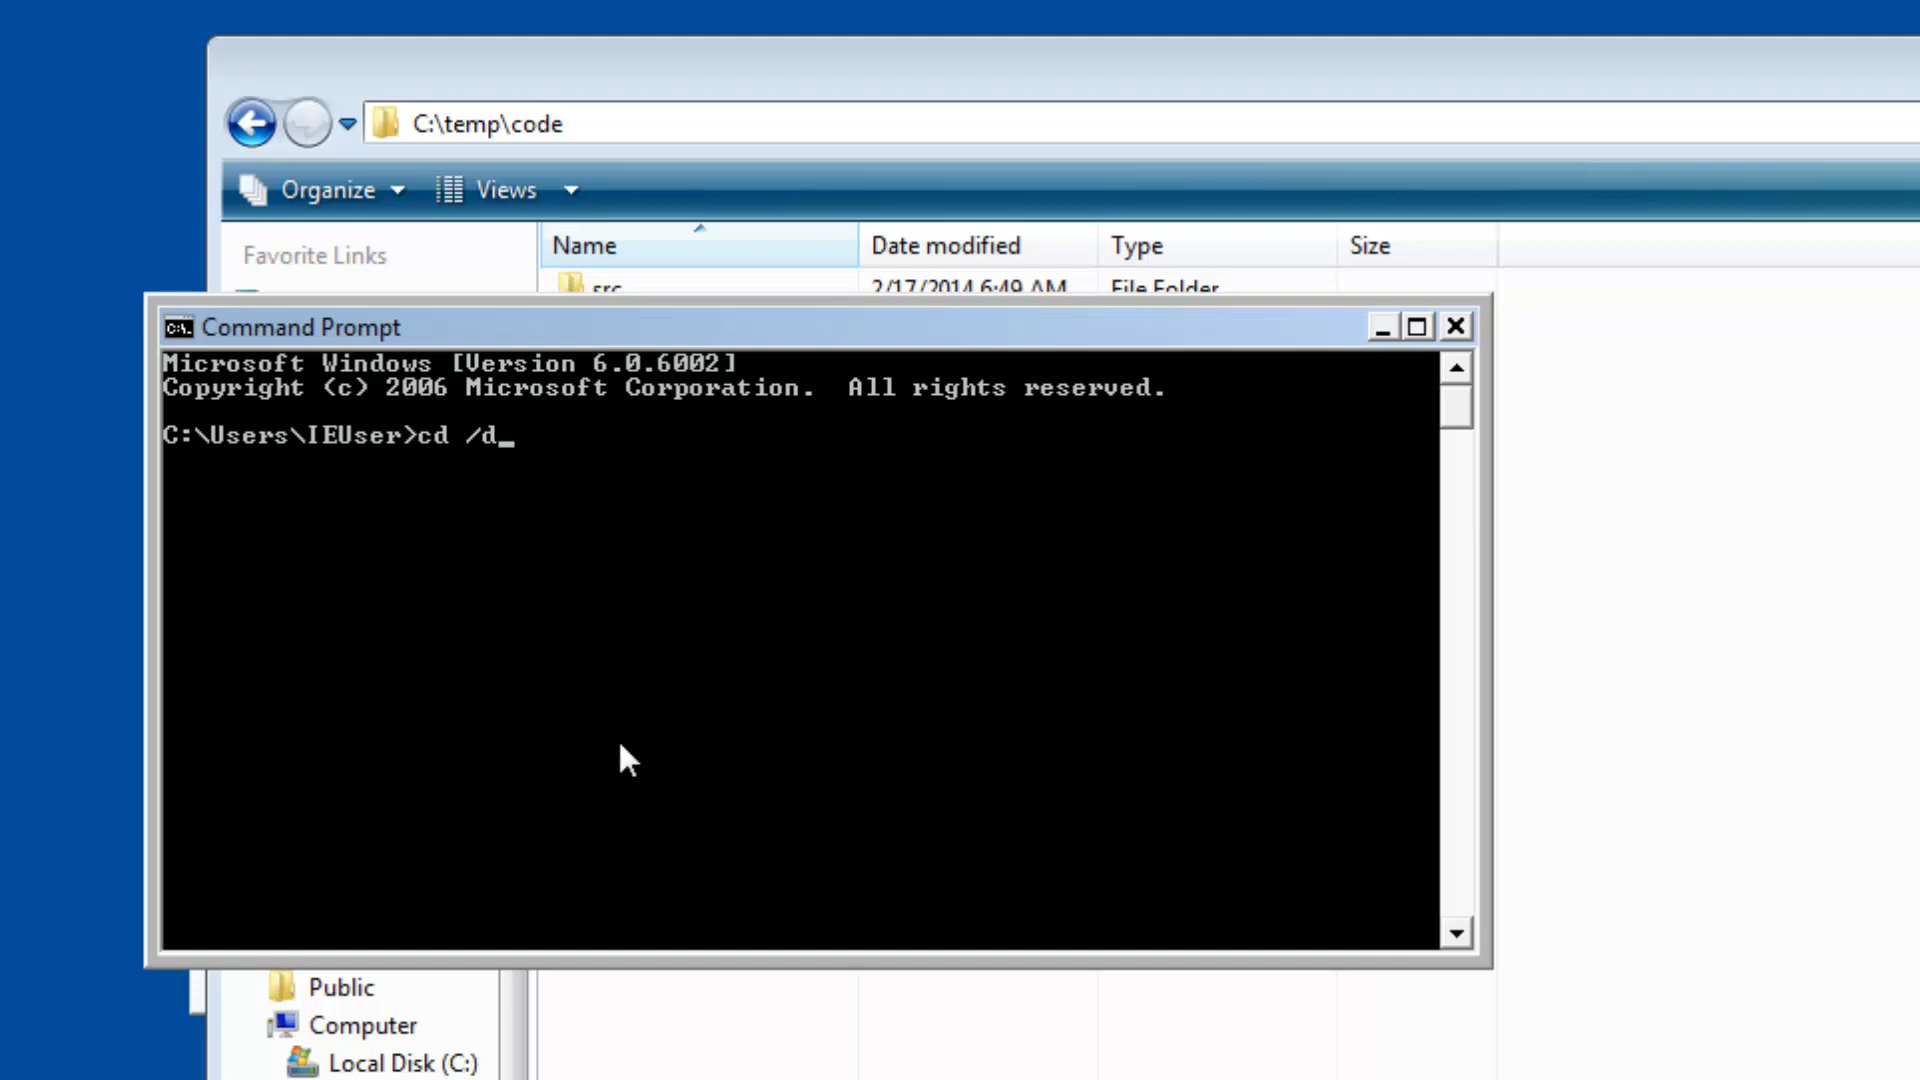 C:\temp\code
Organize
Views
Favorite Links
Name
Date modified
Type
Size
src
2/17/2014 6:49 AM
File Folder
C:\.
Command Prompt
Microsoft Windows [Version 6.0.6002]
Copyright (c) 2006 Microsoft Corporation.  All rights reserved.
C:\Users\IEUser>cd /d_
Public
Computer
Local Disk (C:)